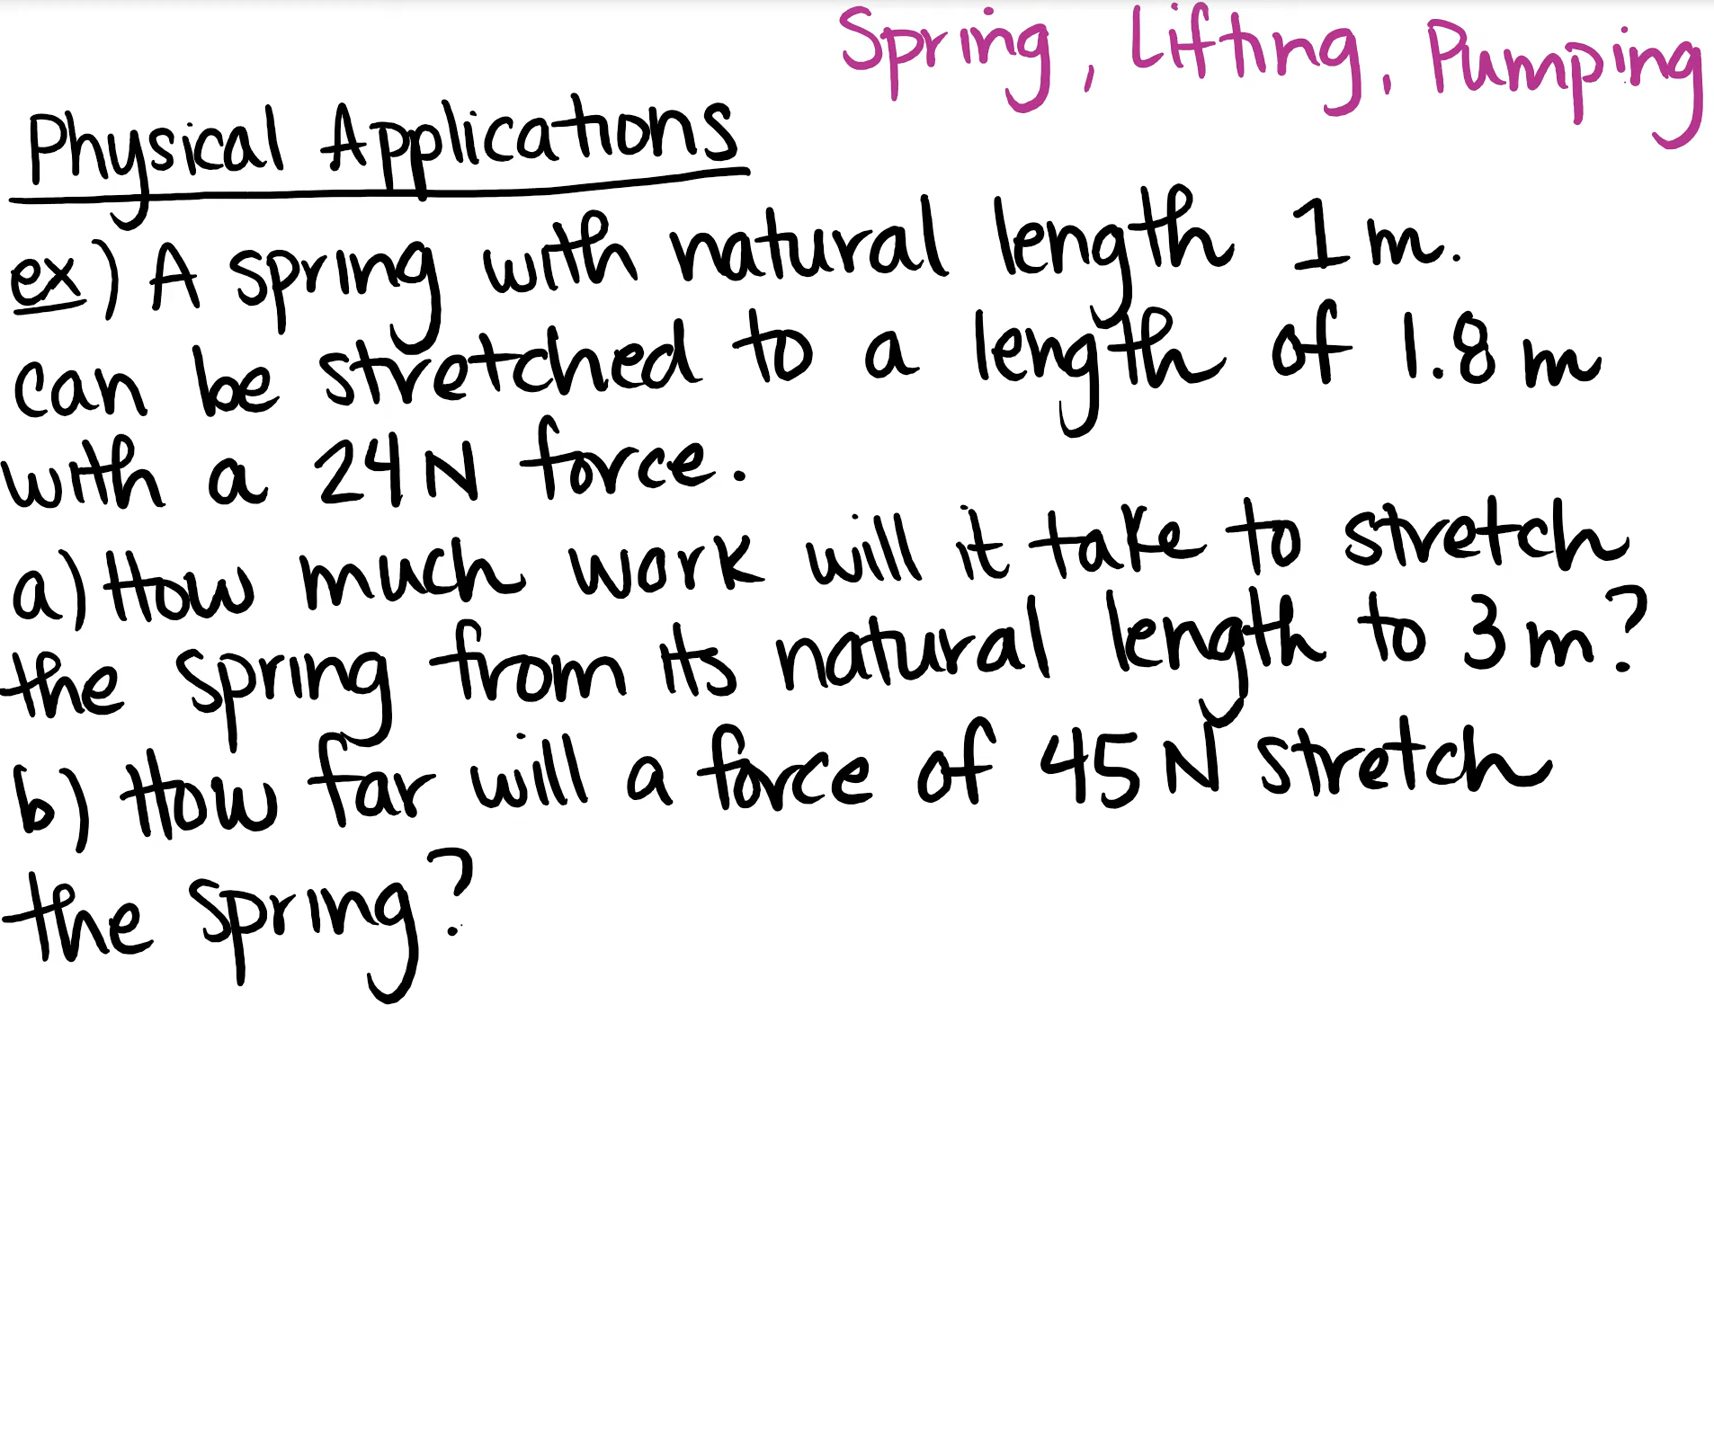 Spring, Lifting, Pumping
Physical Applications
ex) A spring with natural length 1 m.
can be stretched to a length of 1.8 m
with a 24 N force.
a) How much work will it take to stretch
the spring from its natural length to 3 m?
b) How far will a force of 45 N stretch
the spring?